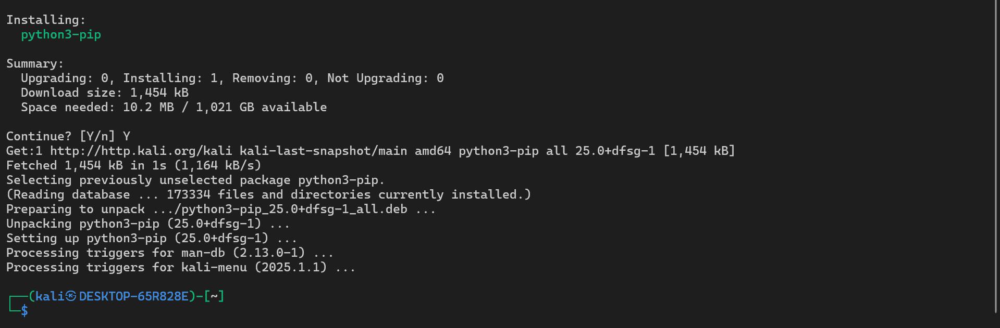 Installing:
  python3-pip

Summary:
  Upgrading: 0, Installing: 1, Removing: 0, Not Upgrading: 0
  Download size: 1,454 kB
  Space needed: 10.2 MB / 1,021 GB available

Continue? [Y/n] Y
Get:1 http://http.kali.org/kali kali-last-snapshot/main amd64 python3-pip all 25.0+dfsg-1 [1,454 kB]
Fetched 1,454 kB in 1s (1,164 kB/s)
Selecting previously unselected package python3-pip.
(Reading database ... 173334 files and directories currently installed.)
Preparing to unpack .../python3-pip_25.0+dfsg-1_all.deb ...
Unpacking python3-pip (25.0+dfsg-1) ...
Setting up python3-pip (25.0+dfsg-1) ...
Processing triggers for man-db (2.13.0-1) ...
Processing triggers for kali-menu (2025.1.1) ...

┌──(kali㉿DESKTOP-65R828E)-[~]
└─$